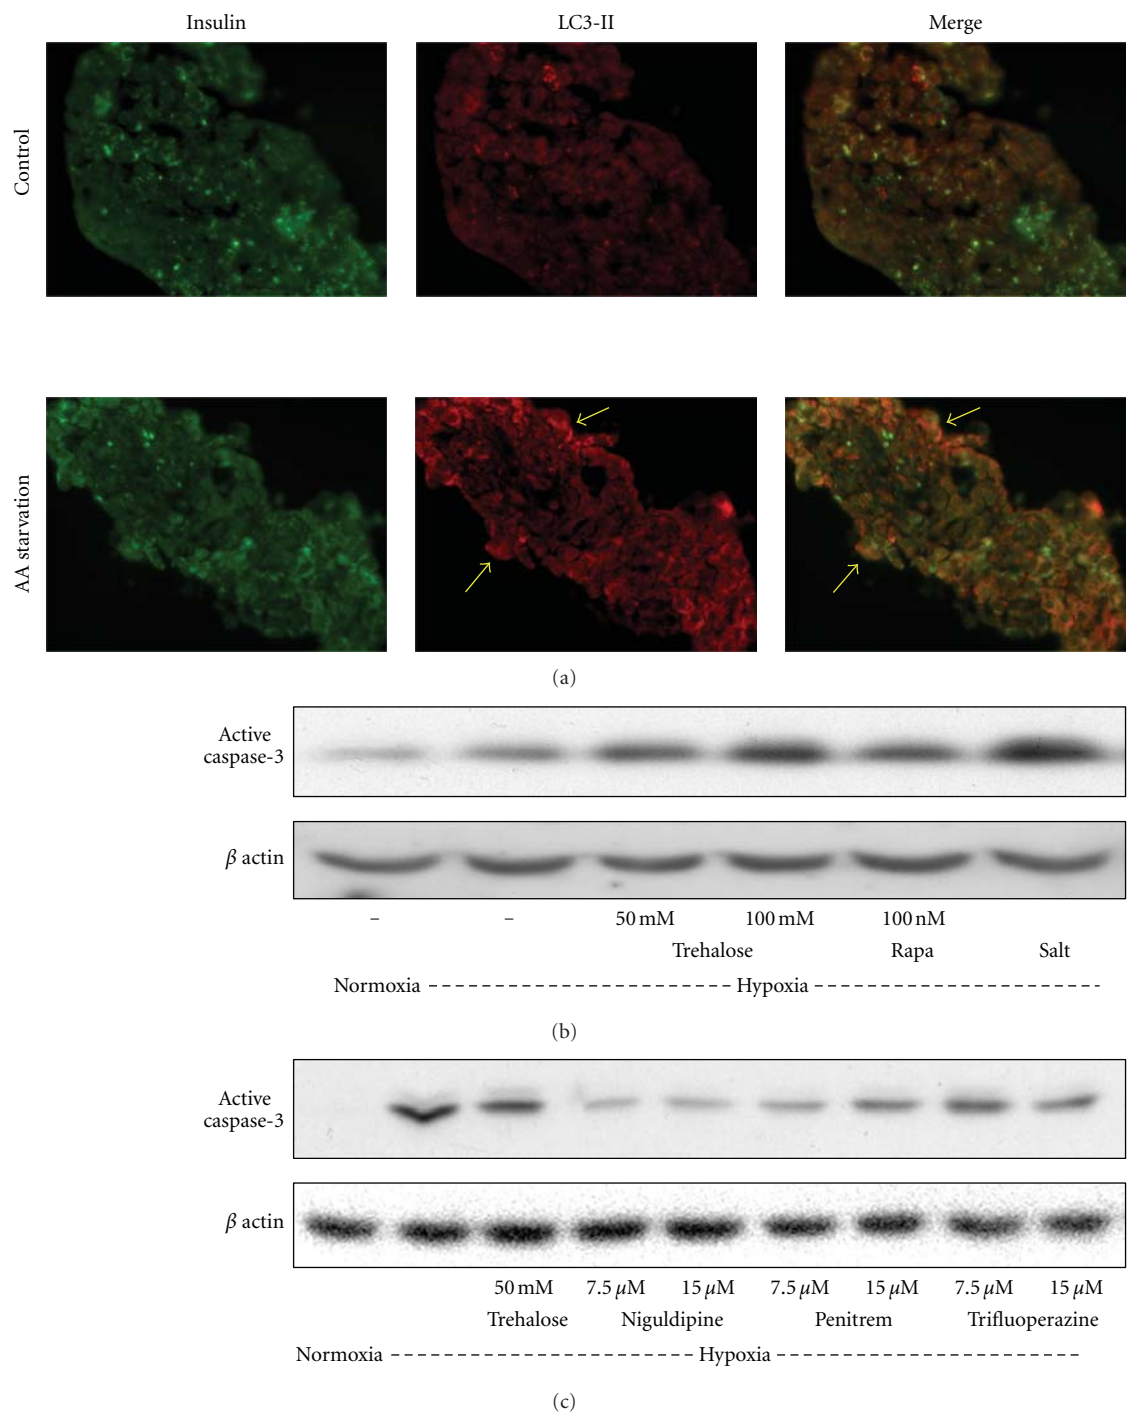 Insulin LC3-II Merge
Control
AA starvation
(a)
Active
caspase-3
β actin
– – 50 mM 100 mM 100 nM
Trehalose Rapa Salt
Normoxia ---------------------- Hypoxia ---------------------
(b)
Active
caspase-3
β actin
50 mM 7.5 μM 15 μM 7.5 μM 15 μM 7.5 μM 15 μM
Trehalose Niguldipine Penitrem Trifluoperazine
Normoxia ---------------------- Hypoxia ----------------------
(c)